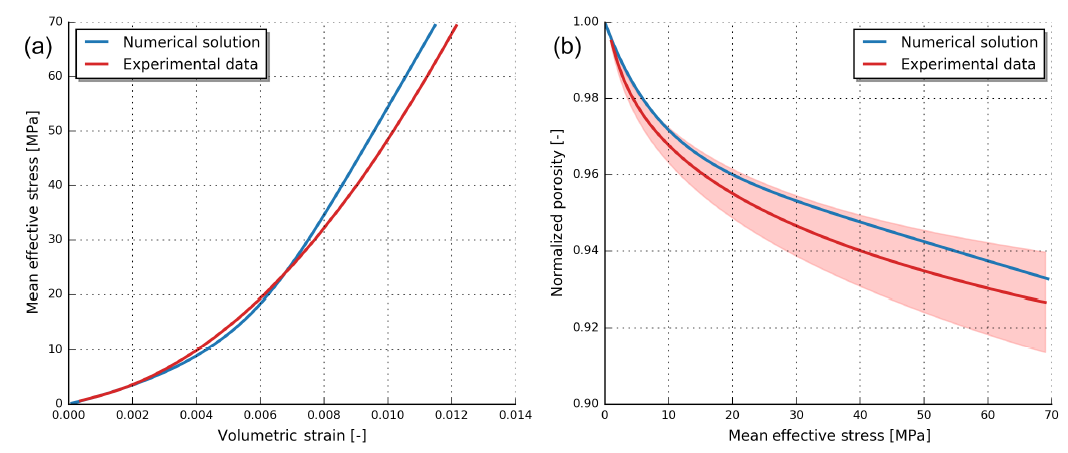 (a)
Numerical solution
Experimental data
Mean effective stress [MPa]
70
60
50
40
30
20
10
0
0.000 0.002 0.004 0.006 0.008 0.010 0.012 0.014
Volumetric strain [-]
(b)
Numerical solution
Experimental data
Normalized porosity [-]
1.00
0.98
0.96
0.94
0.92
0.90
0 10 20 30 40 50 60 70
Mean effective stress [MPa]